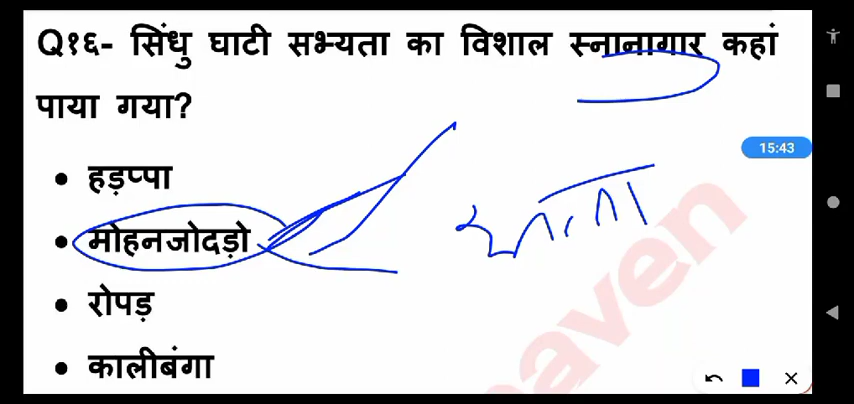 Q१६- सिंधु घाटी सभ्यता का विशाल स्नानागार कहां
पाया गया?
15:43
• हड़प्पा
• मोहनजोदड़ो
• रोपड़
• कालीबंगा